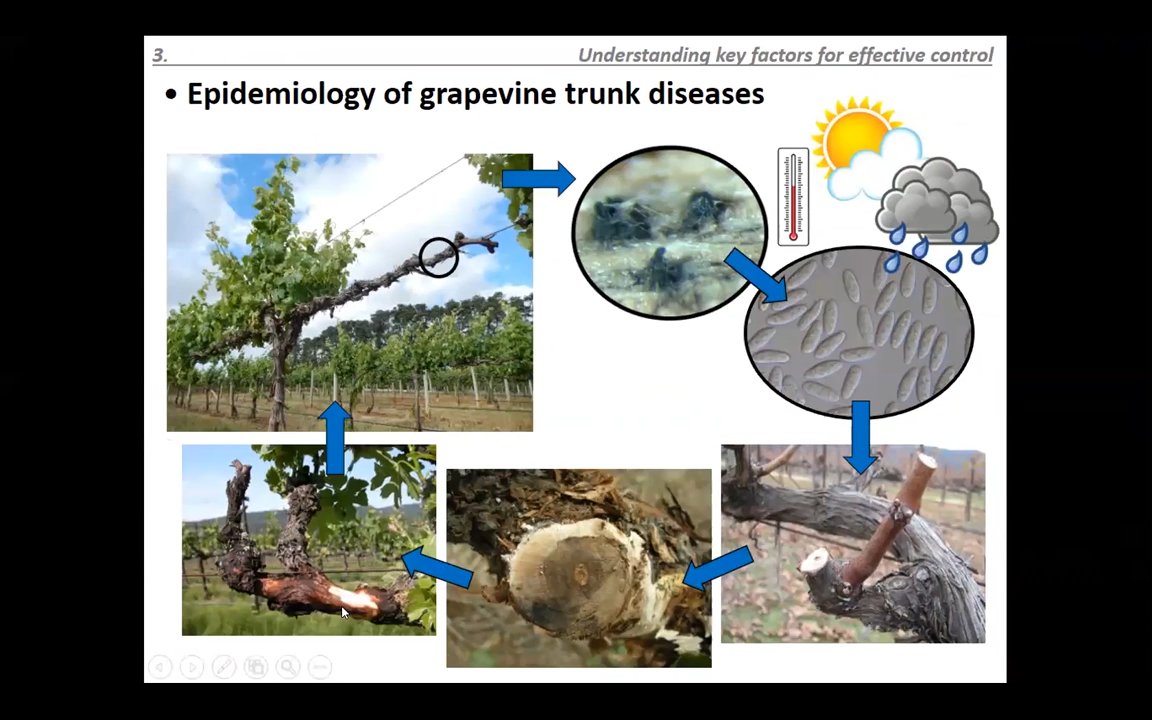 3.
Understanding key factors for effective control
• Epidemiology of grapevine trunk diseases